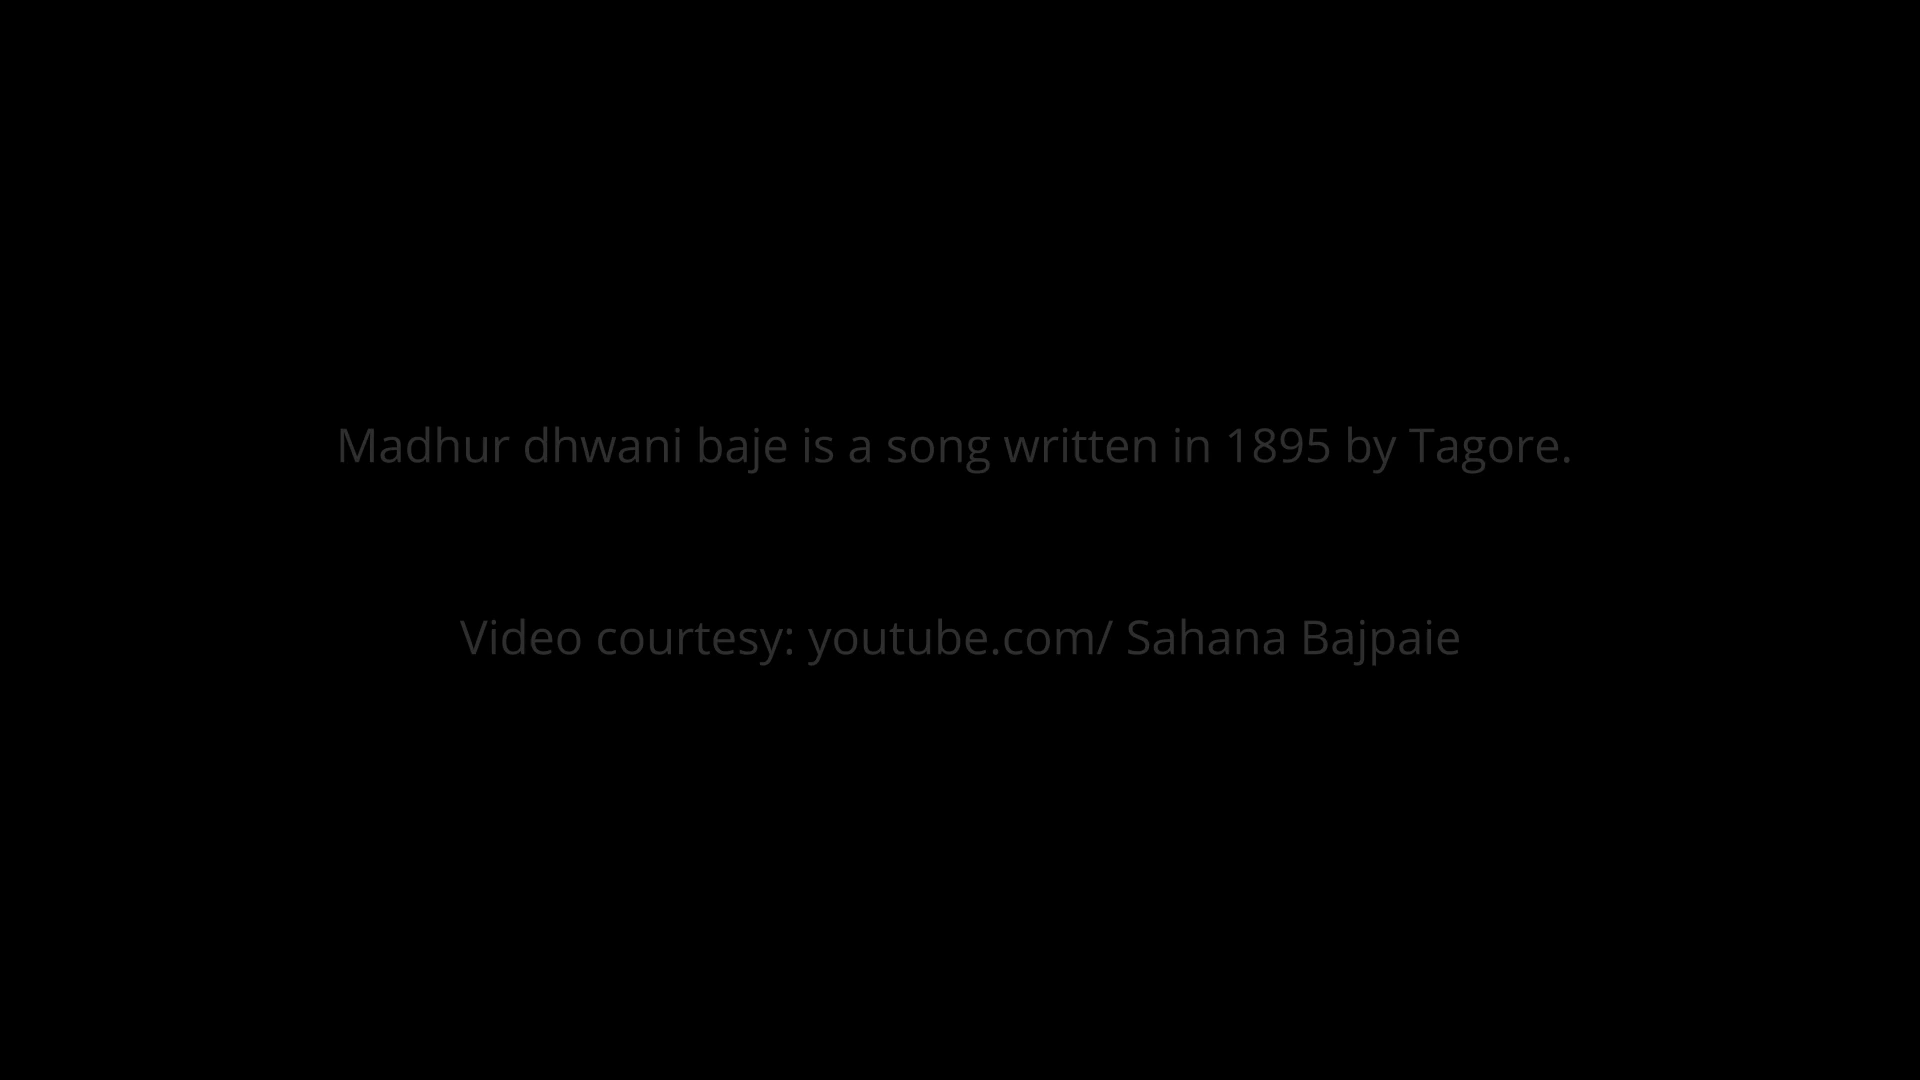 Madhur dhwani baje is a song written in 1895 by Tagore.
Video courtesy: youtube.com/ Sahana Bajpaie